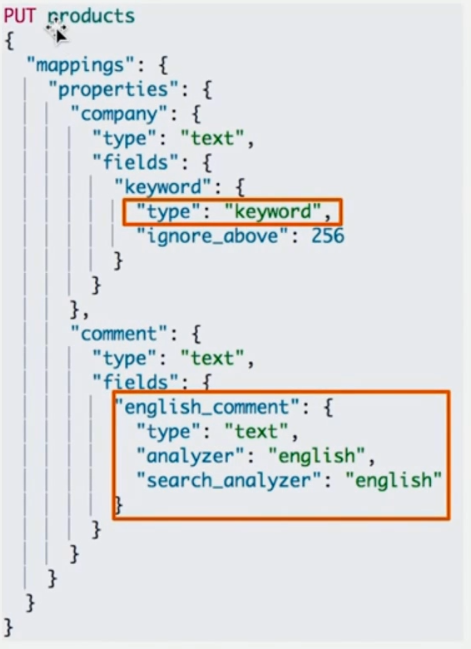 PUT products
{
"mappings": {
"properties": {
"company": {
"type": "text",
"fields": {
"keyword": {
"type": "keyword",
"ignore_above": 256
}
}
},
"comment": {
"type": "text",
"fields": {
"english_comment": {
"type": "text",
"analyzer": "english",
"search_analyzer": "english"
}
}
}
}
}
}